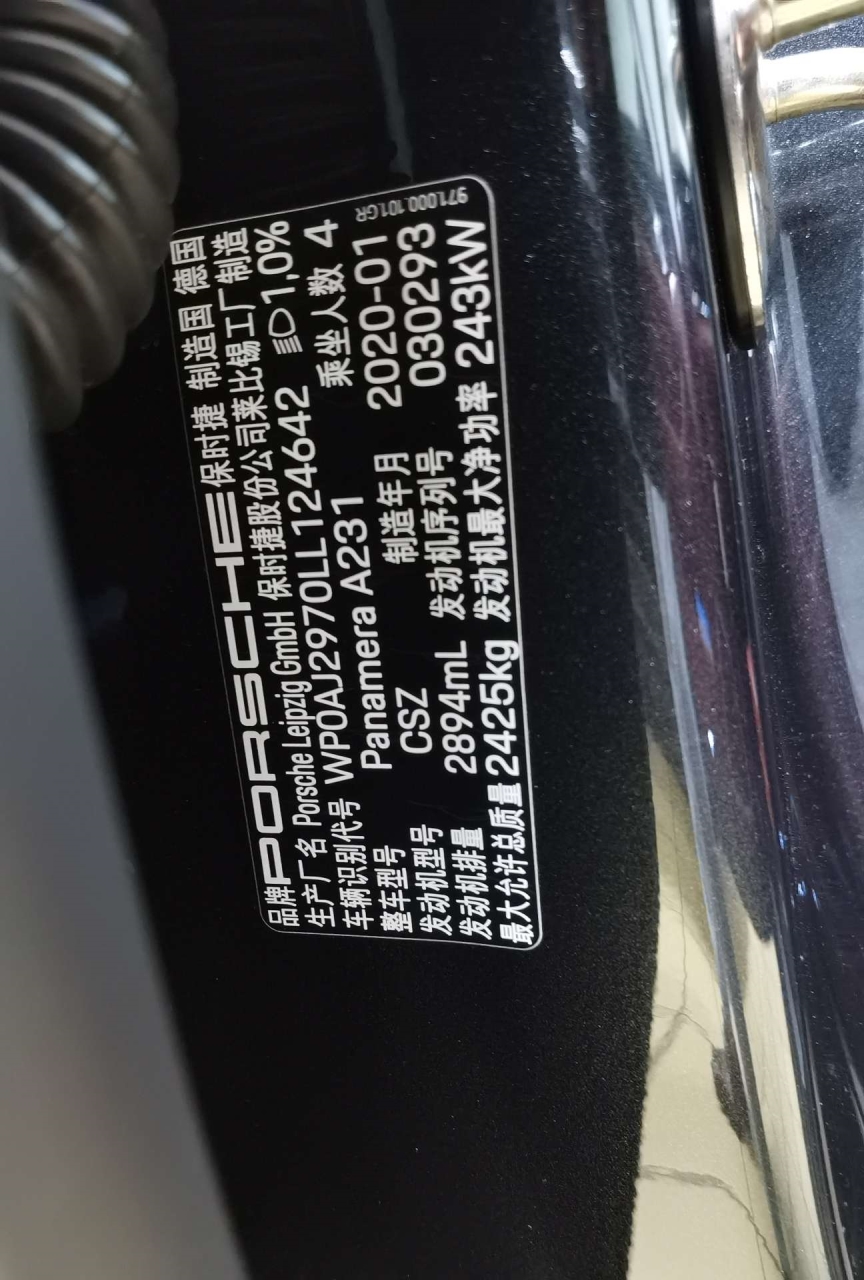 品牌 PORSCHE 保时捷 制造国 德国
生产厂名 Porsche Leipzig GmbH 保时捷股份公司莱比锡工厂制造
车辆识别代号 WP0AJ2970LL124642 1,0%
整车型号 Panamera A231 乘坐人数 4
发动机型号 CSZ 制造年月 2020-01
发动机排量 2894mL 发动机序列号 030293
最大允许总质量 2425kg 发动机最大净功率 243kW
971.000.101.GR